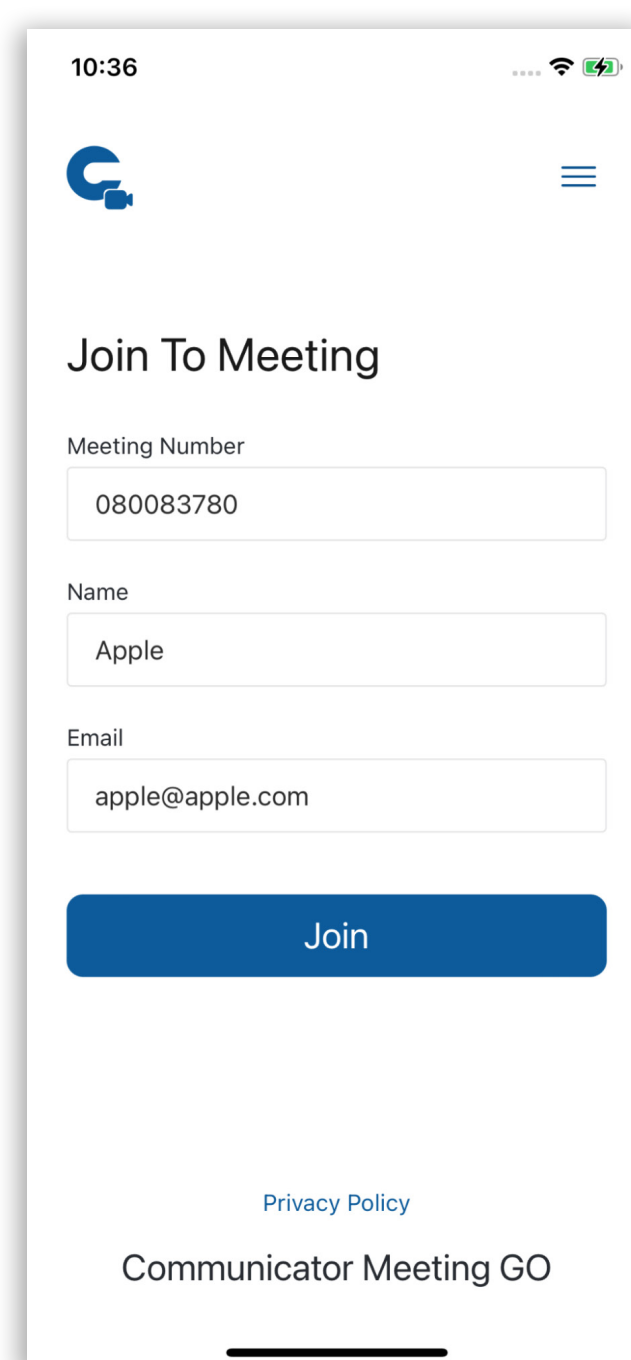 10:36
Join To Meeting
Meeting Number
080083780
Name
Apple
Email
apple@apple.com
Join
Privacy Policy
Communicator Meeting GO